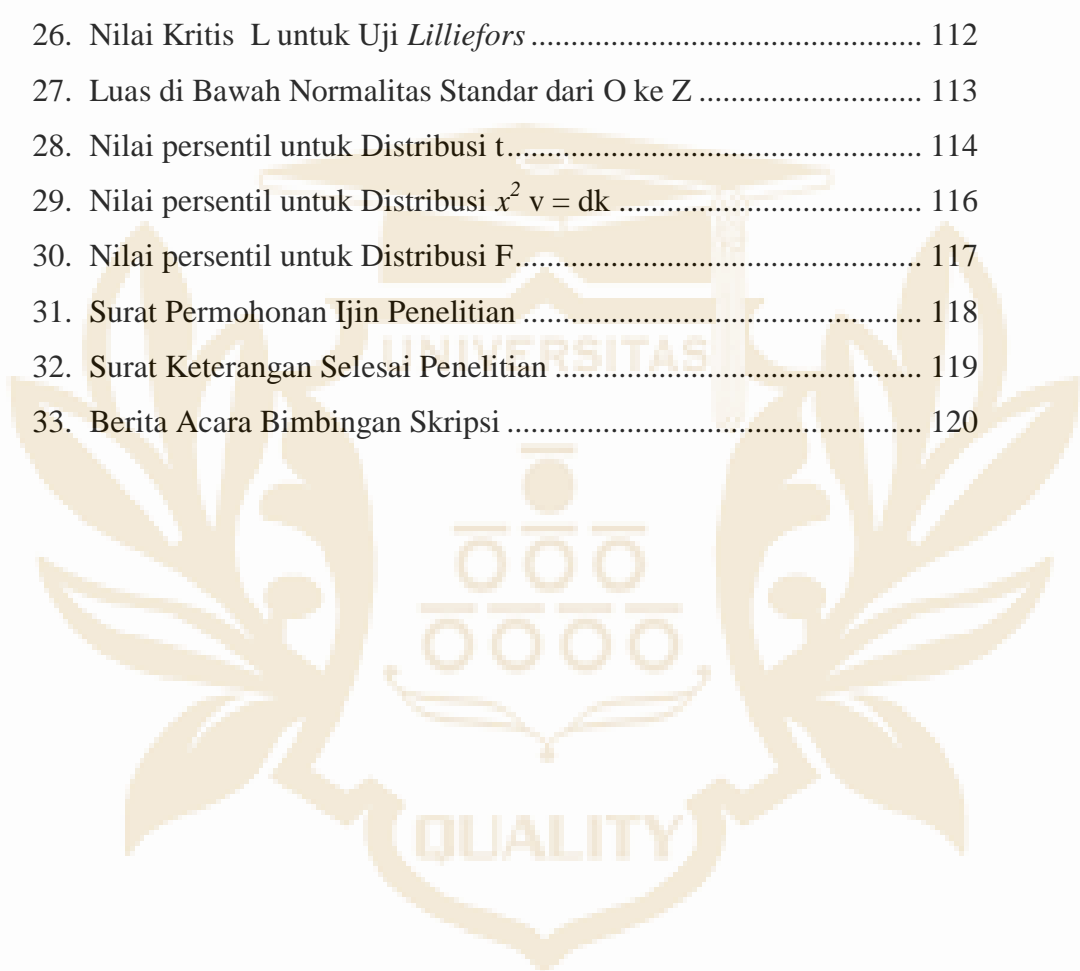 26. Nilai Kritis L untuk Uji Lilliefors ................................................. 112
27. Luas di Bawah Normalitas Standar dari O ke Z ............................ 113
28. Nilai persentil untuk Distribusi t.................................................... 114
29. Nilai persentil untuk Distribusi x² v = dk ...................................... 116
30. Nilai persentil untuk Distribusi F................................................... 117
31. Surat Permohonan Ijin Penelitian .................................................. 118
32. Surat Keterangan Selesai Penelitian .............................................. 119
33. Berita Acara Bimbingan Skripsi .................................................... 120
UNIVERSITAS
QUALITY